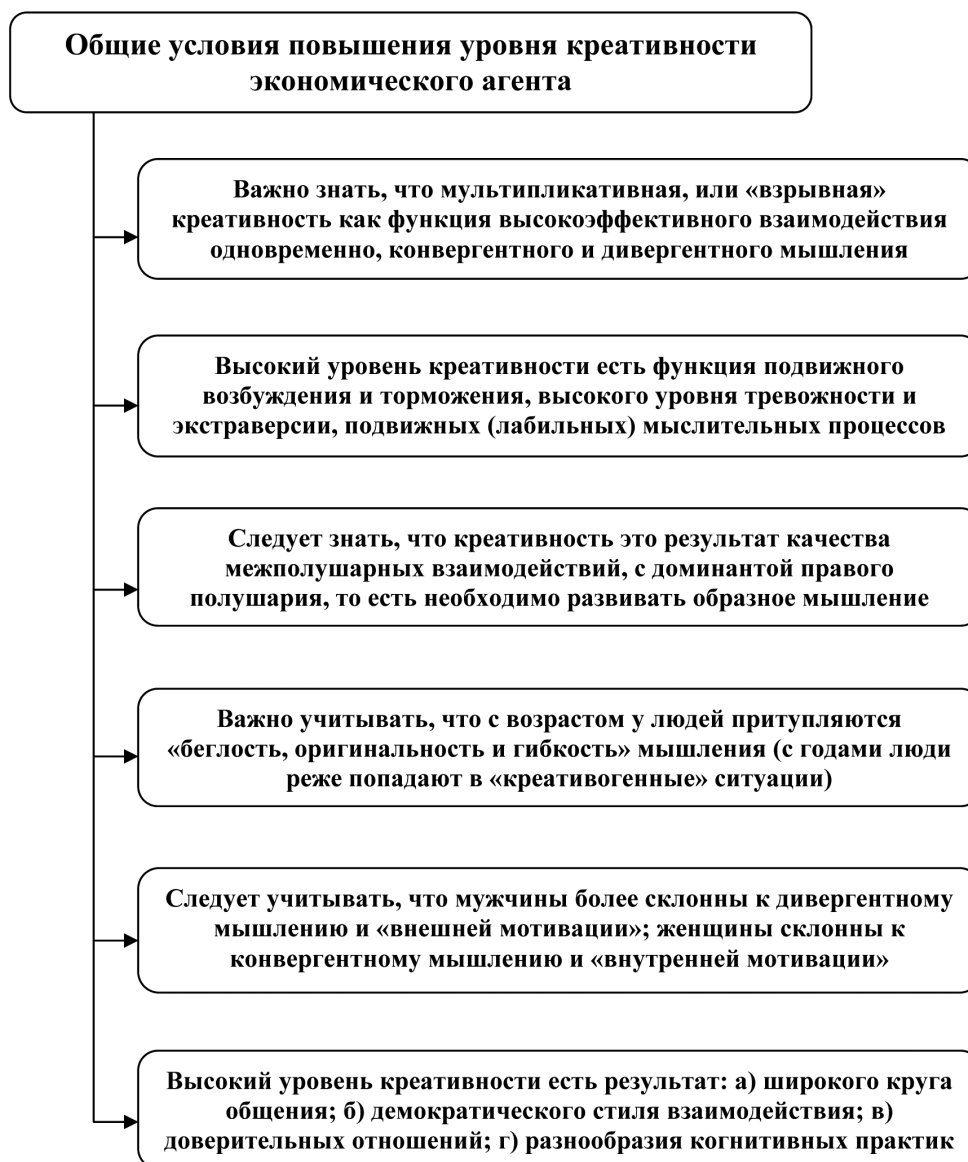 Общие условия повышения уровня креативности
экономического агента
Важно знать, что мультипликативная, или «взрывная»
креативность как функция высокоэффективного взаимодействия
одновременно, конвергентного и дивергентного мышления
Высокий уровень креативности есть функция подвижного
возбуждения и торможения, высокого уровня тревожности и
экстраверсии, подвижных (лабильных) мыслительных процессов
Следует знать, что креативность это результат качества
межполушарных взаимодействий, с доминантой правого
полушария, то есть необходимо развивать образное мышление
Важно учитывать, что с возрастом у людей притупляются
«беглость, оригинальность и гибкость» мышления (с годами люди
реже попадают в «креативогенные» ситуации)
Следует учитывать, что мужчины более склонны к дивергентному
мышлению и «внешней мотивации»; женщины склонны к
конвергентному мышлению и «внутренней мотивации»
Высокий уровень креативности есть результат: а) широкого круга
общения; б) демократического стиля взаимодействия; в)
доверительных отношений; г) разнообразия когнитивных практик